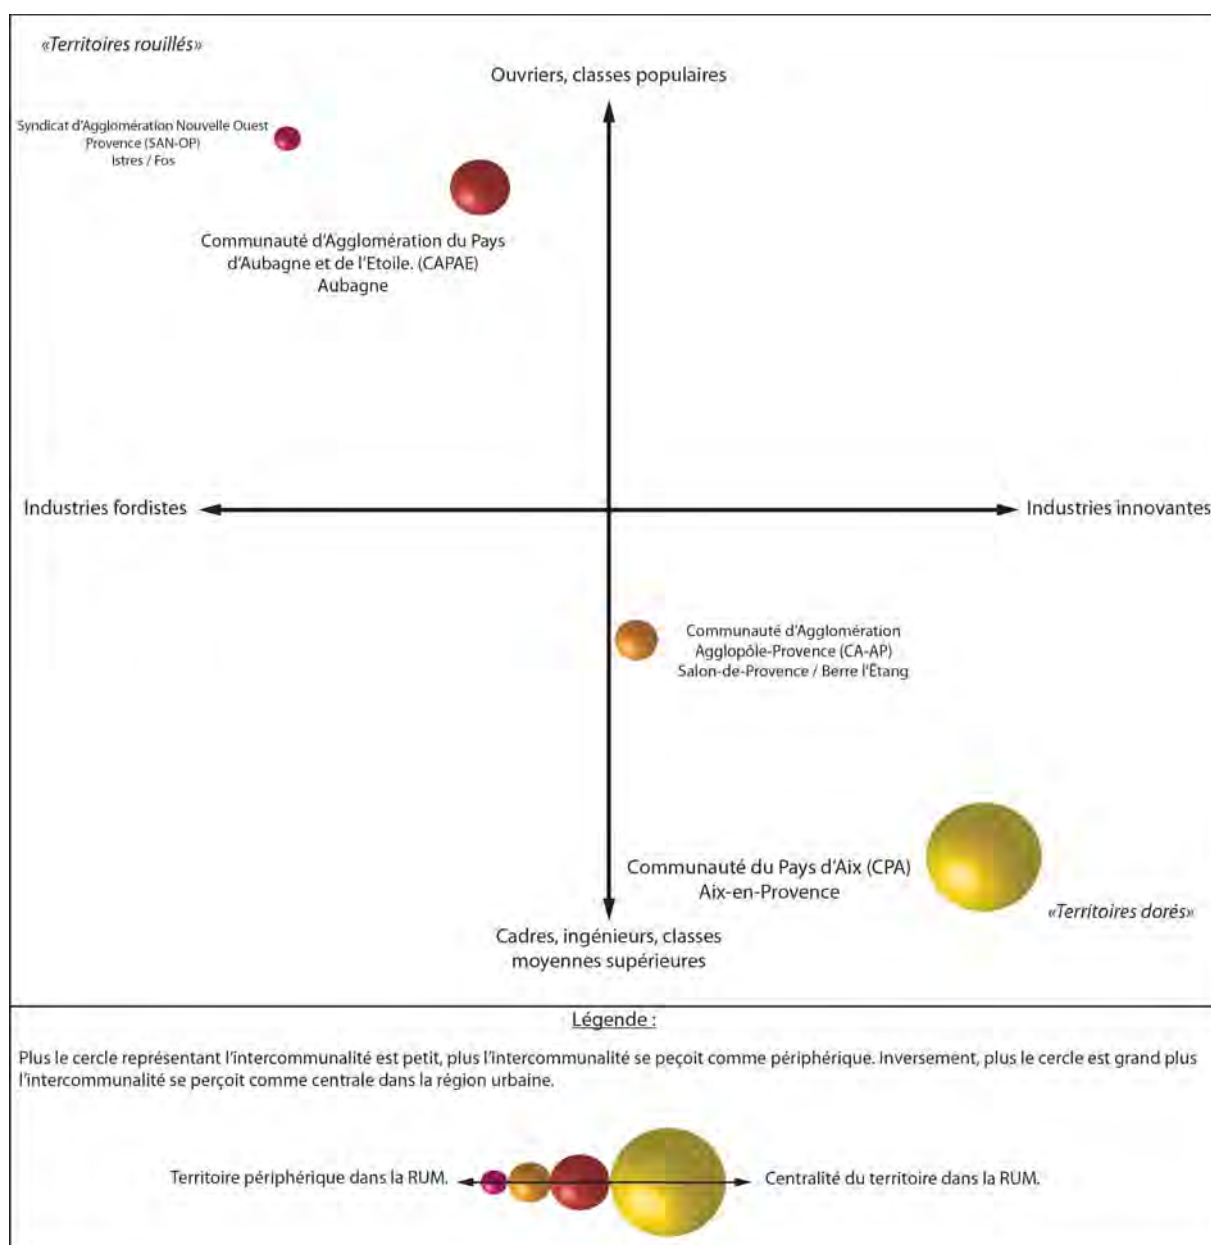 «Territoires rouillés»
Ouvriers, classes populaires
Syndicat d'Agglomération Nouvelle Ouest
Provence (SAN-OP)
Istres / Fos
Communauté d'Agglomération du Pays
d'Aubagne et de l'Etoile. (CAPAE)
Aubagne
Industries fordistes
Industries innovantes
Communauté d'Agglomération
Agglopôle-Provence (CA-AP)
Salon-de-Provence / Berre l'Étang
Communauté du Pays d'Aix (CPA)
Aix-en-Provence
«Territoires dorés»
Cadres, ingénieurs, classes
moyennes supérieures
Légende :
Plus le cercle représentant l'intercommunalité est petit, plus l'intercommunalité se peçoit comme périphérique. Inversement, plus le cercle est grand plus
l'intercommunalité se perçoit comme centrale dans la région urbaine.
Territoire périphérique dans la RUM.
Centralité du territoire dans la RUM.